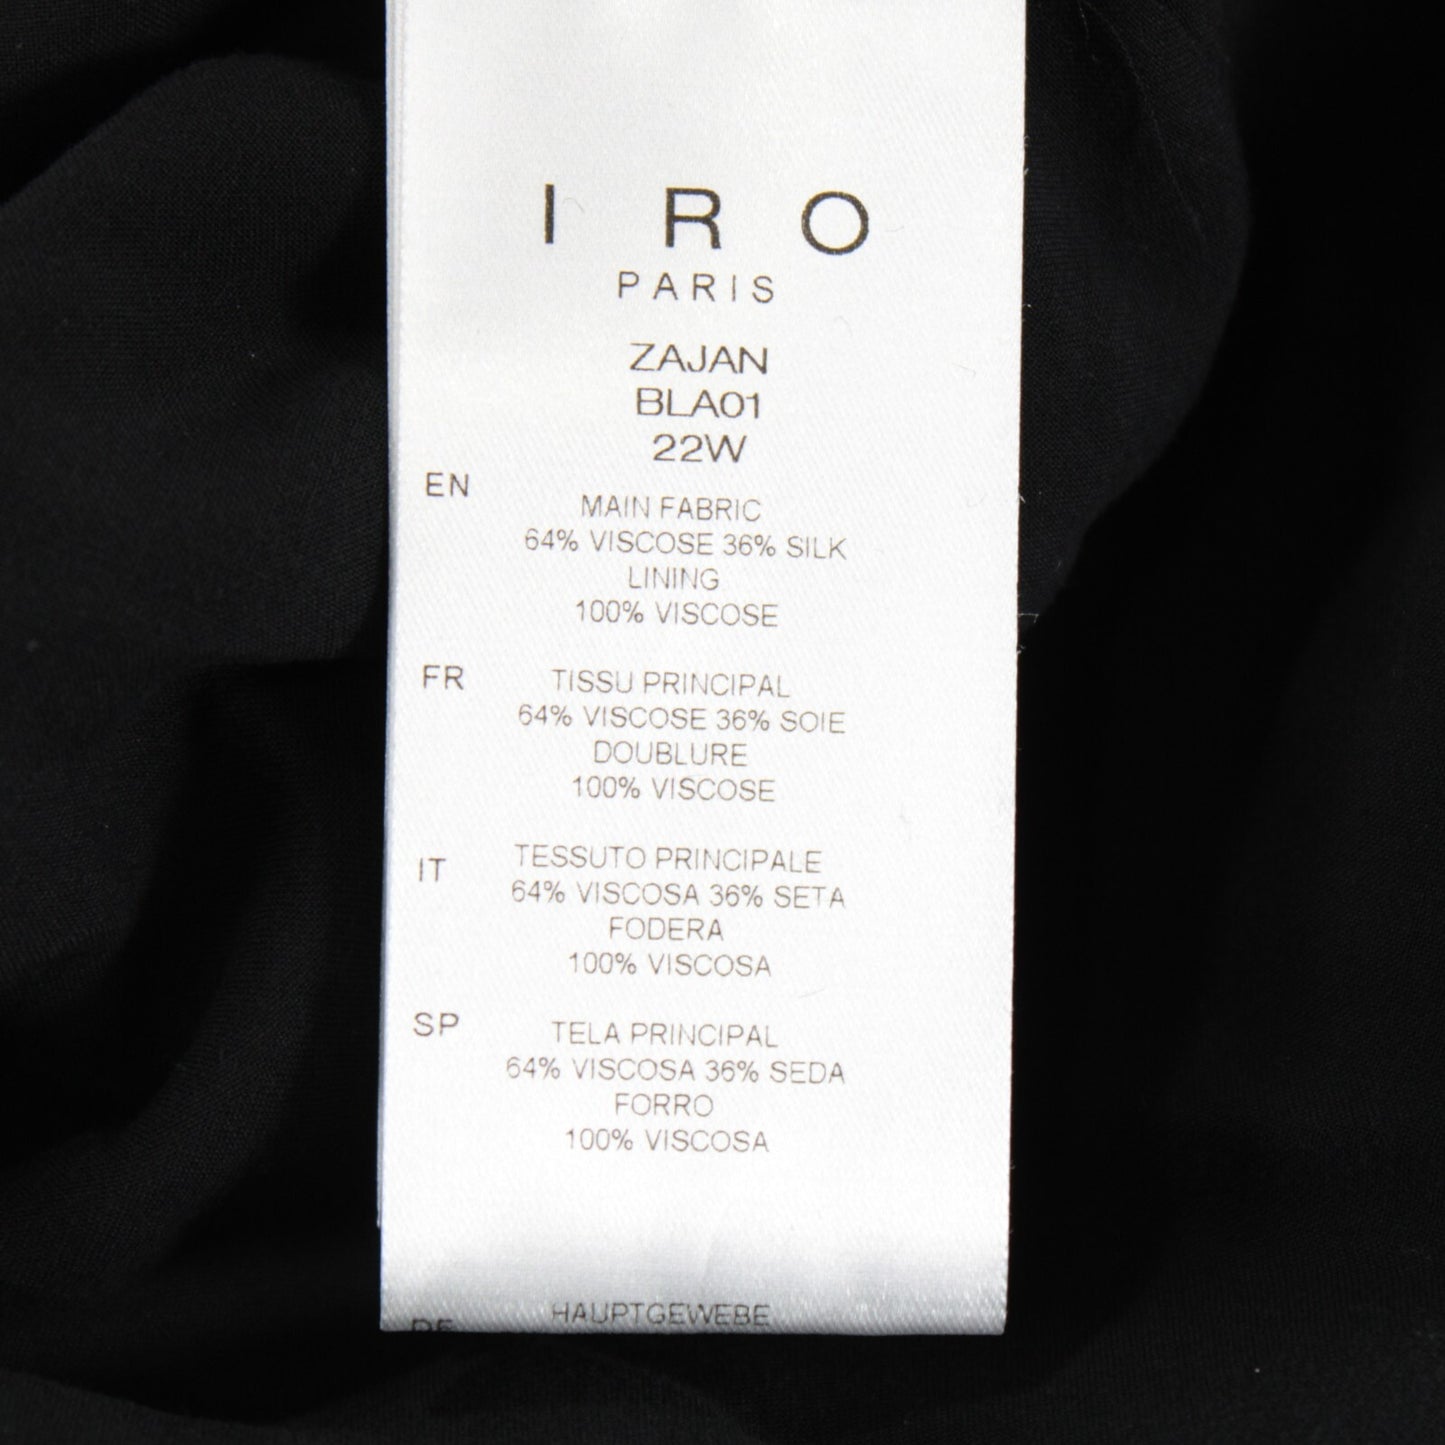 I R O
PARIS
ZAJAN
BLA01
22W
EN
MAIN FABRIC
64% VISCOSE 36% SILK
LINING
100% VISCOSE
FR
TISSU PRINCIPAL
64% VISCOSE 36% SOIE
DOUBLURE
100% VISCOSE
IT
TESSUTO PRINCIPALE
64% VISCOSA 36% SETA
FODERA
100% VISCOSA
SP
TELA PRINCIPAL
64% VISCOSA 36% SEDA
FORRO
100% VISCOSA
DE
HAUPTGEWEBE